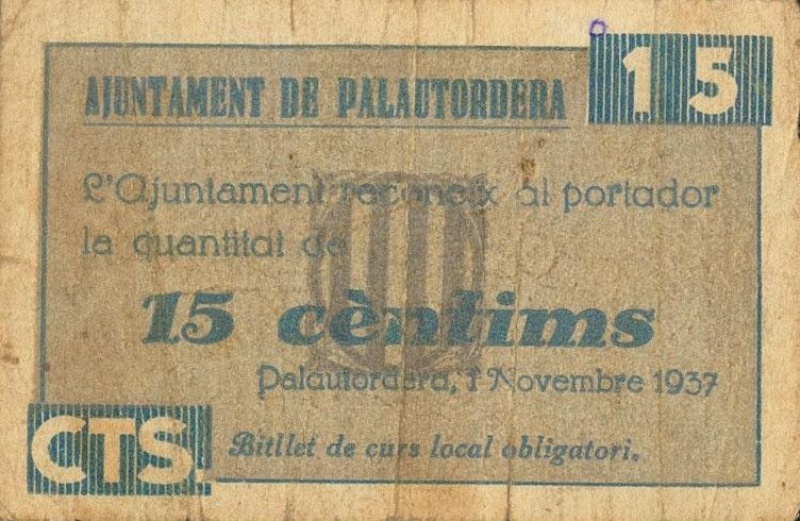 15
AJUNTAMENT DE PALAUTORDERA
L'Ajuntament reconeix al portador
la quantitat de
15 cèntims
Palautordera, 1 Novembre 1937
CTS.
Bitllet de curs local obligatori.